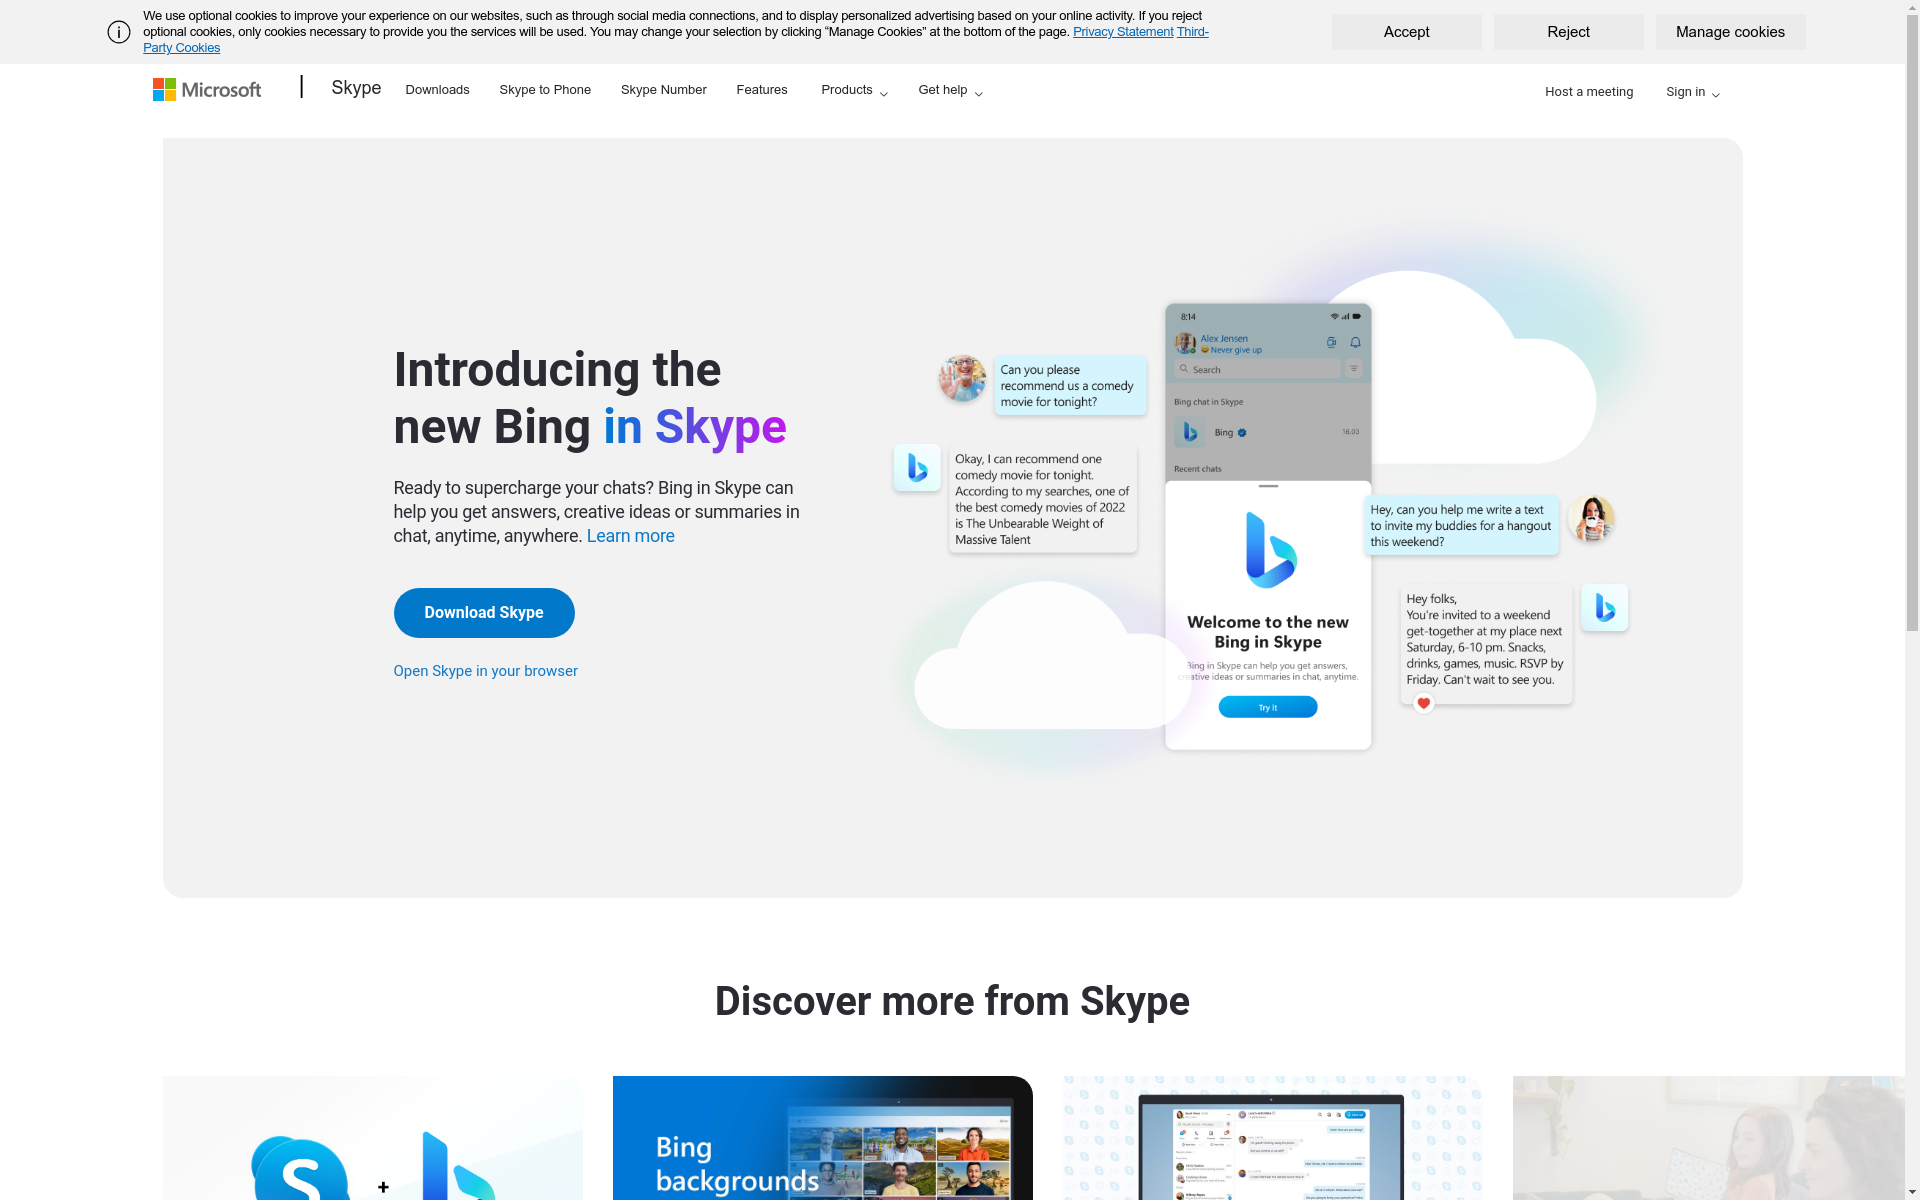 We use optional cookies to improve your experience on our websites, such as through social media connections, and to display personalized advertising based on your online activity. If you reject
optional cookies, only cookies necessary to provide you the services will be used. You may change your selection by clicking “Manage Cookies” at the bottom of the page. Privacy Statement Third-
Party Cookies
Accept
Reject
Manage cookies
Microsoft
Skype
Downloads
Skype to Phone
Skype Number
Features
Products
Get help
Host a meeting
Sign in
Introducing the
new Bing in Skype
Ready to supercharge your chats? Bing in Skype can
help you get answers, creative ideas or summaries in
chat, anytime, anywhere. Learn more
Download Skype
Open Skype in your browser
Can you please
recommend us a comedy
movie for tonight?
Okay, I can recommend one
comedy movie for tonight.
According to my searches, one of
the best comedy movies of 2022
is The Unbearable Weight of
Massive Talent
8:14
Alex Jensen
Never give up
Search
Bing chat in Skype
Bing
16.03
Recent chats
Welcome to the new
Bing in Skype
Bing in Skype can help you get answers,
creative ideas or summaries in chat, anytime.
Try it
Hey, can you help me write a text
to invite my buddies for a hangout
this weekend?
Hey folks,
You're invited to a weekend
get-together at my place next
Saturday, 6-10 pm. Snacks,
drinks, games, music. RSVP by
Friday. Can't wait to see you.
Discover more from Skype
S
+
Bing
backgrounds